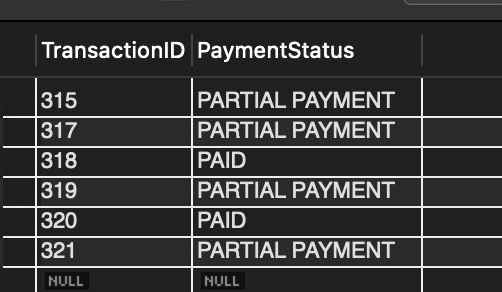 TransactionID PaymentStatus
315 PARTIAL PAYMENT
317 PARTIAL PAYMENT
318 PAID
319 PARTIAL PAYMENT
320 PAID
321 PARTIAL PAYMENT
NULL NULL